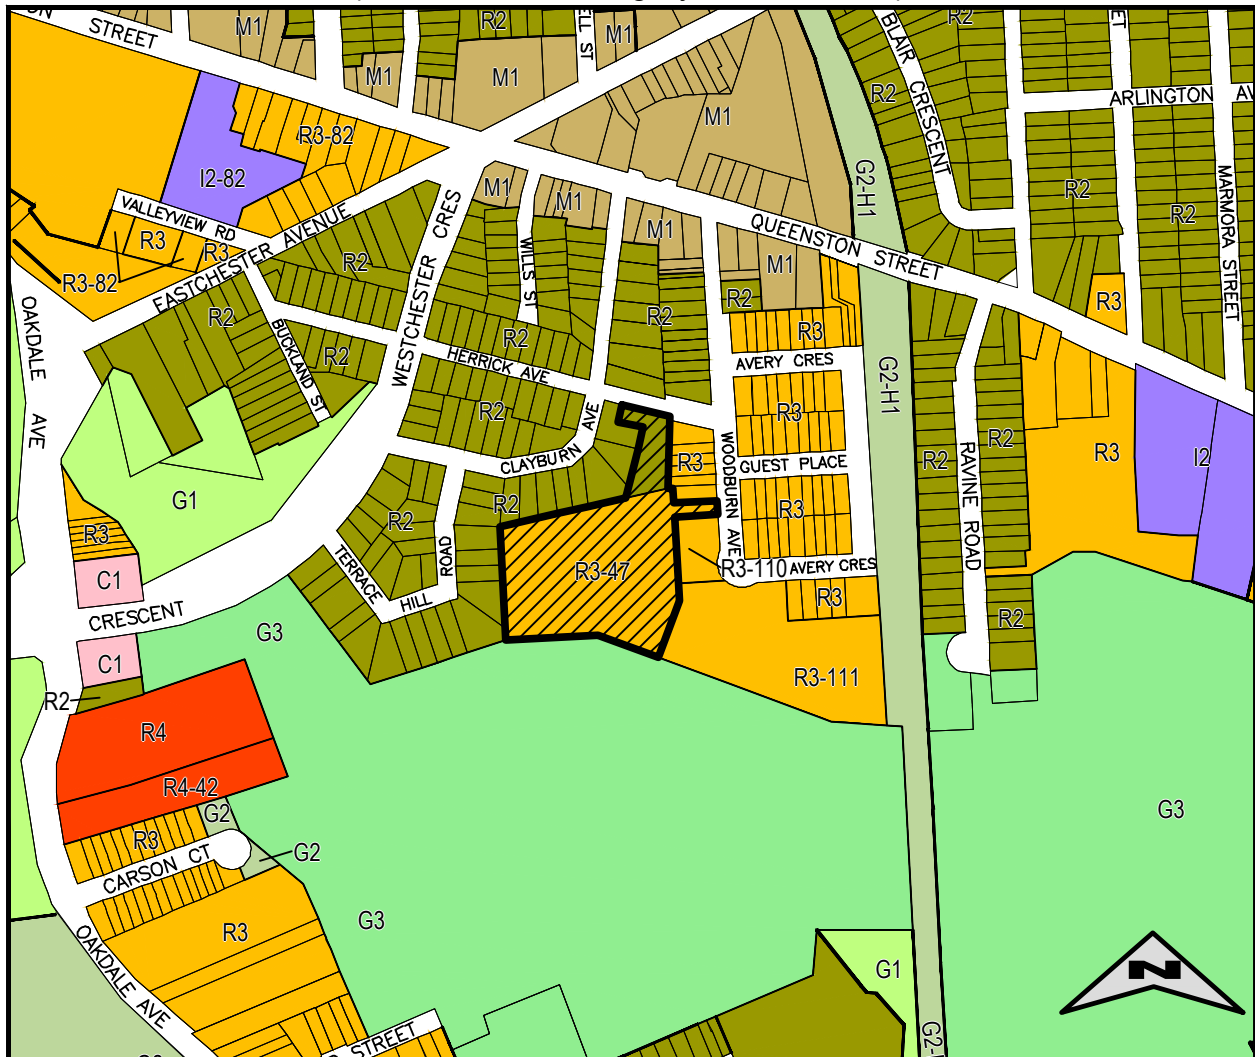 STREET
M1
R2
ELL ST
M1
R2
M1
M1
R2
BLAIR CRESCENT
ARLINGTON AV
M1
R3-82
I2-82
G2-H1
M1
M1
R2
R2
MARMORA STREET
VALLEYVIEW RD
R3
R3
EASTCHESTER AVENUE
R2
WESTCHESTER CRES
WILLS ST
M1
QUEENSTON STREET
M1
R3-82
R2
R2
R2
R3
OAKDALE AVE
BUCKLAND ST
R2
R2
R3
HERRICK AVE
AVERY CRES
G2-H1
R2
R3
CLAYBURN AVE
WOODBURN AVE
R2
RAVINE ROAD
R3
R3
GUEST PLACE
R2
I2
G1
R2
R2
R3
R3
TERRACE HILL ROAD
R3-47
R3-110
AVERY CRES
C1
R3
CRESCENT
G3
R2
C1
R3-111
R2
R4
R4-42
G2
G3
R3
G2
CARSON CT
R3
G3
OAKDALE AVE
G1
N
STREET